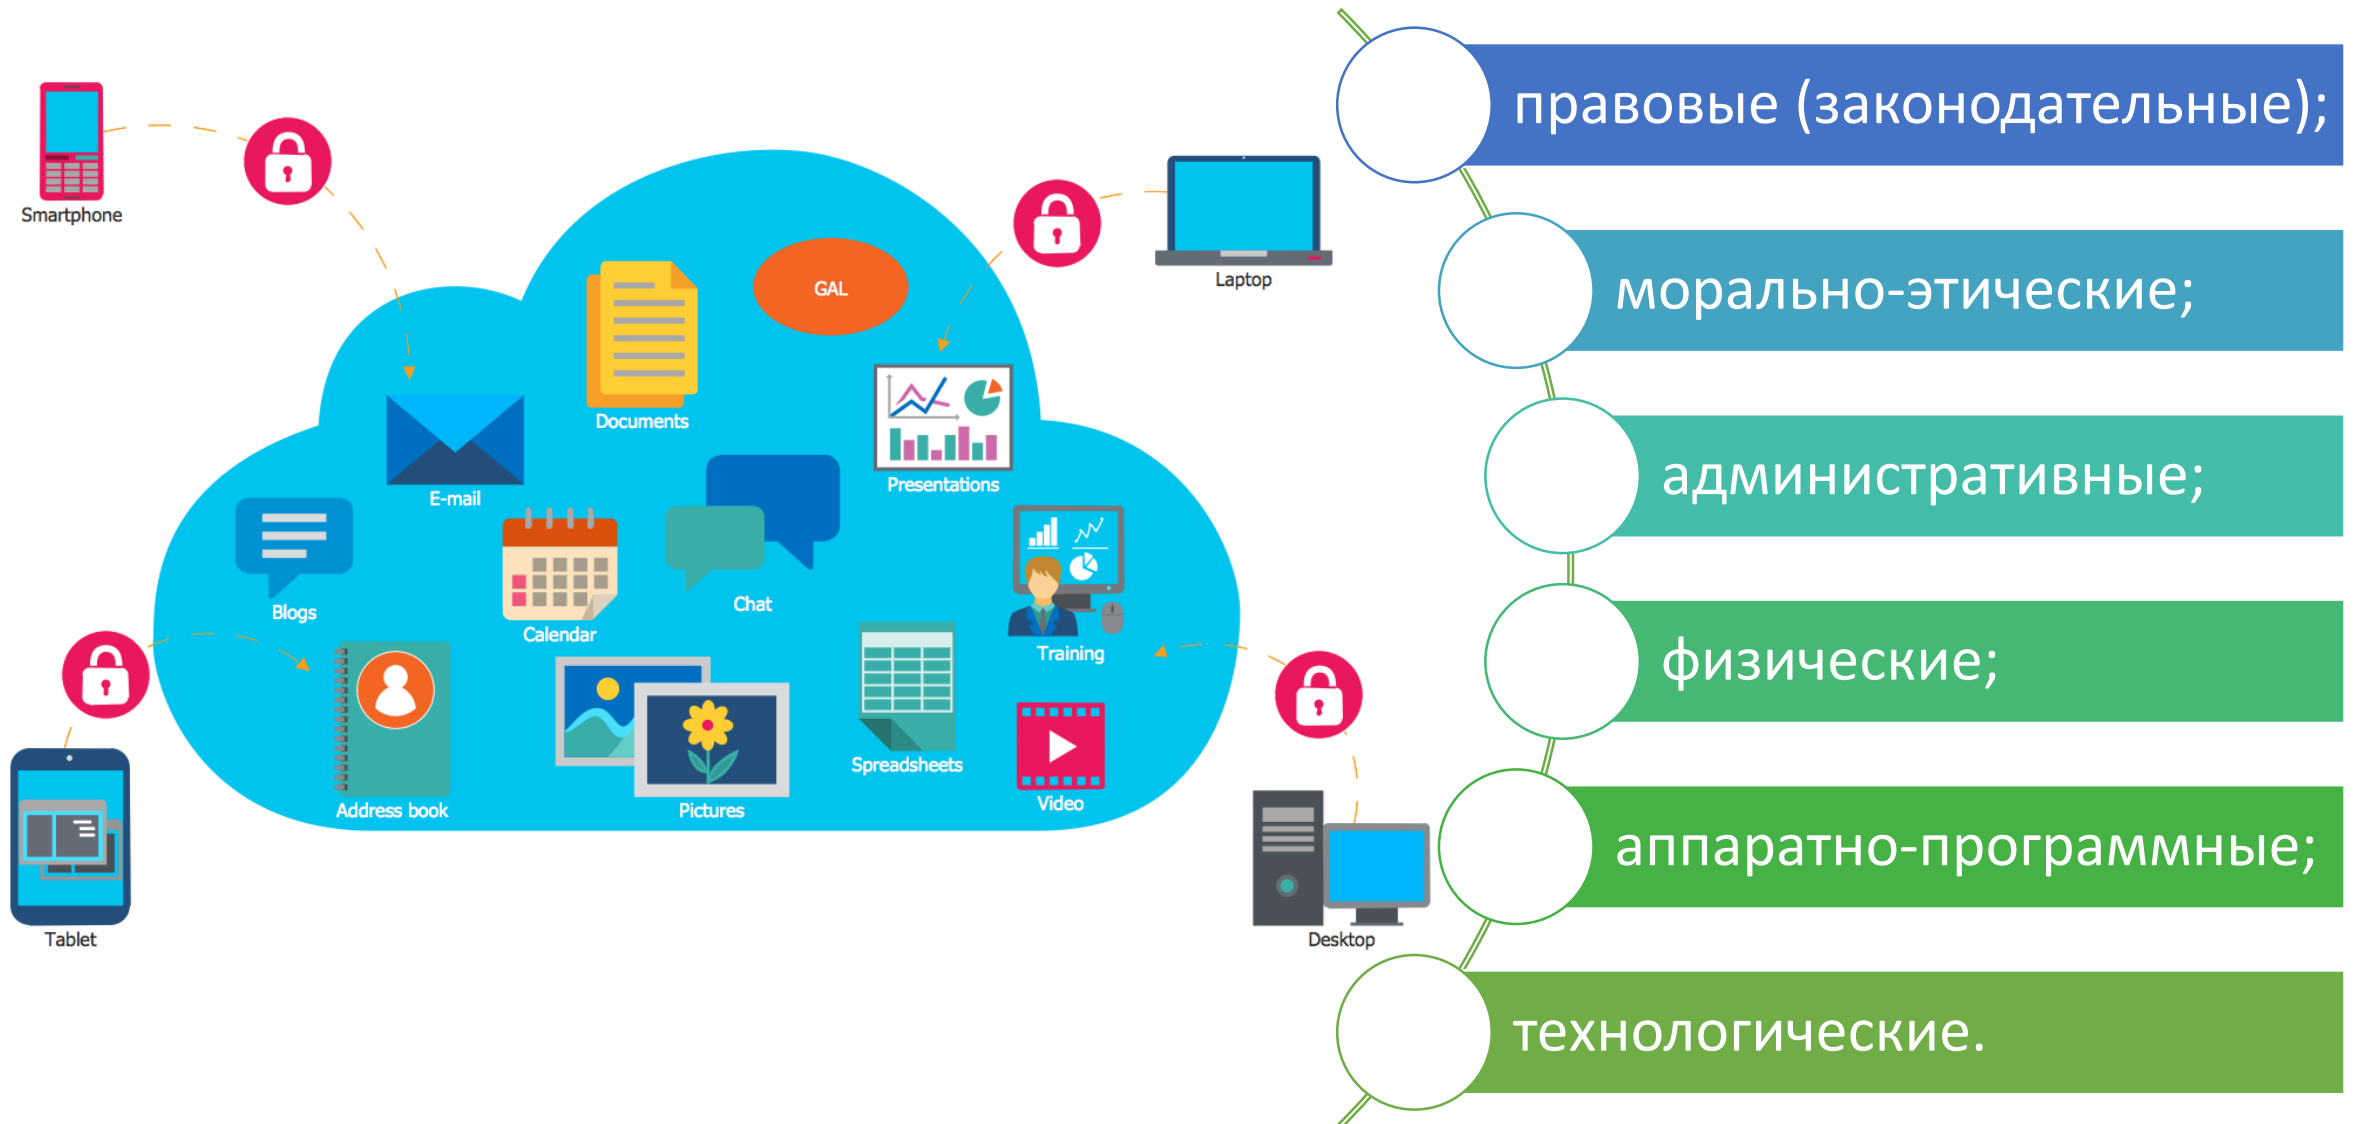 Smartphone
Laptop
GAL
Documents
E-mail
Presentations
Blogs
Calendar
Chat
Training
Address book
Pictures
Spreadsheets
Video
Tablet
Desktop
правовые (законодательные);
морально-этические;
административные;
физические;
аппаратно-программные;
технологические.